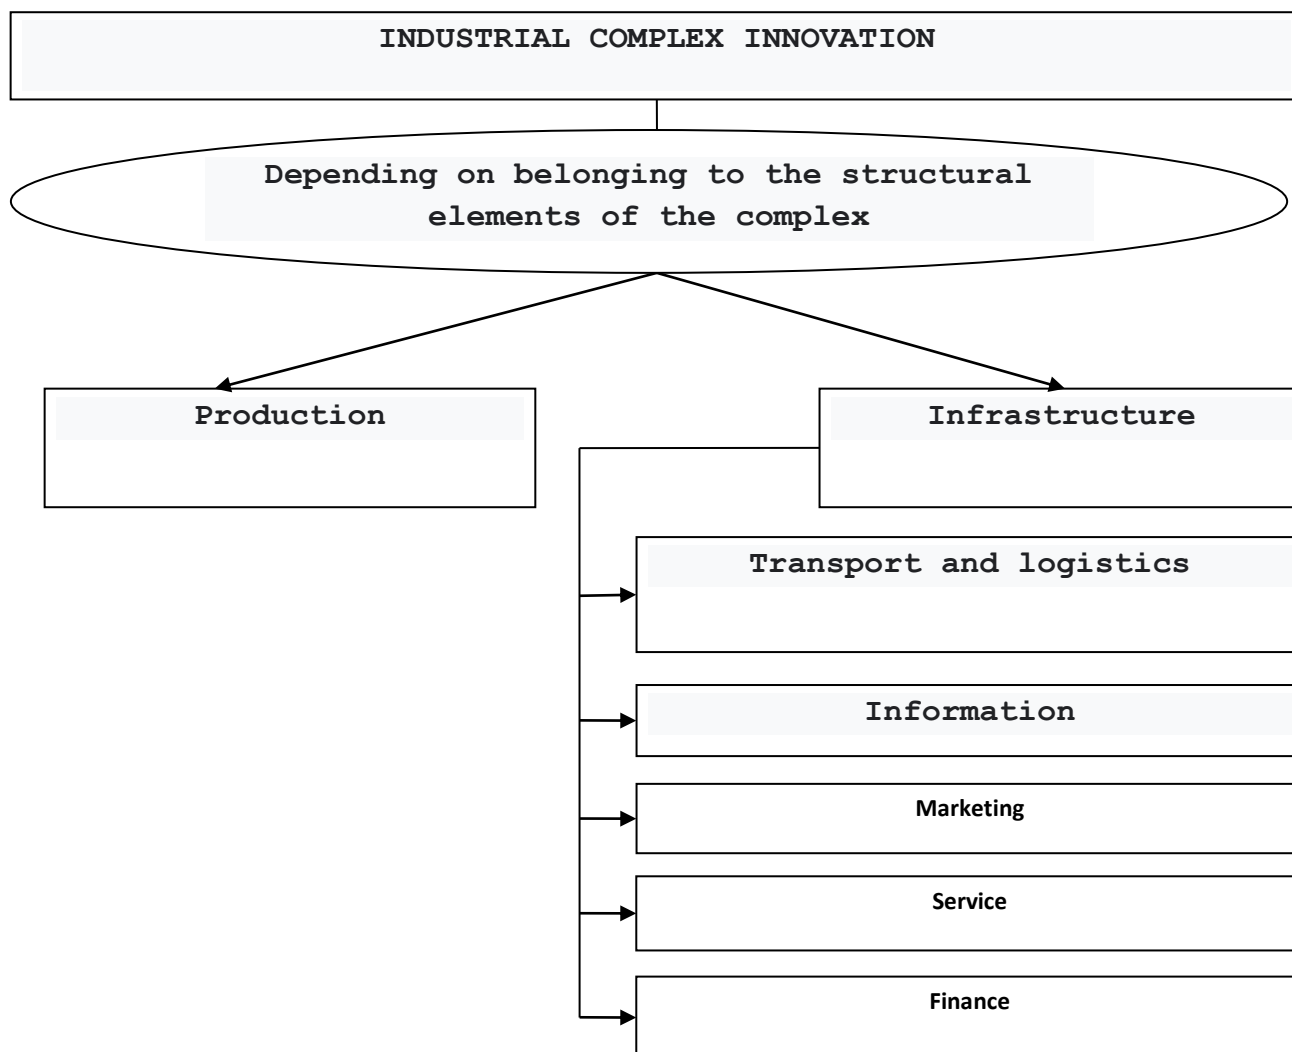 INDUSTRIAL COMPLEX INNOVATION
Depending on belonging to the structural
elements of the complex
Production
Infrastructure
Transport and logistics
Information
Marketing
Service
Finance